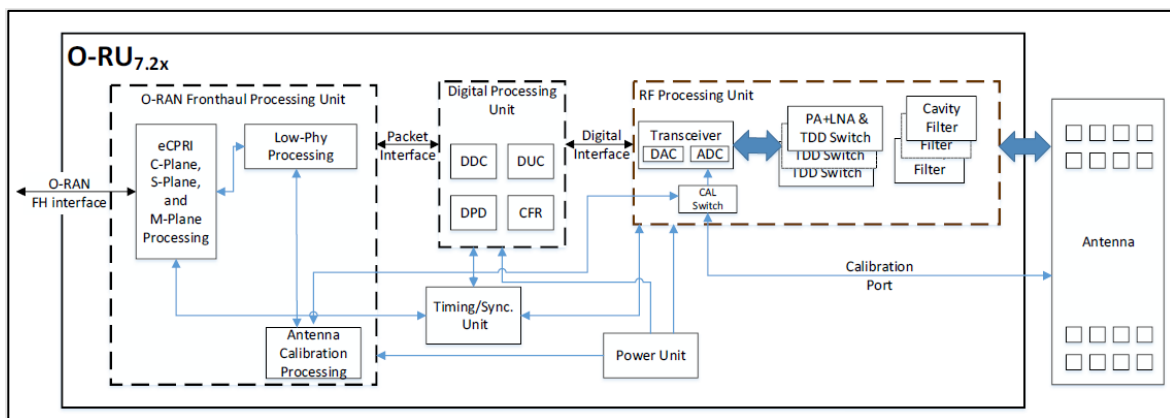 O-RU7.2x
O-RAN Fronthaul Processing Unit
eCPRI
C-Plane,
S-Plane,
and
M-Plane
Processing
Low-Phy
Processing
Antenna
Calibration
Processing
O-RAN
FH interface
Packet
Interface
Digital Processing
Unit
DDC
DUC
DPD
CFR
Timing/Sync.
Unit
Digital
Interface
RF Processing Unit
Transceiver
DAC
ADC
CAL
Switch
PA+LNA &
TDD Switch
TDD Switch
TDD Switch
Cavity
Filter
Filter
Filter
Power Unit
Calibration
Port
Antenna